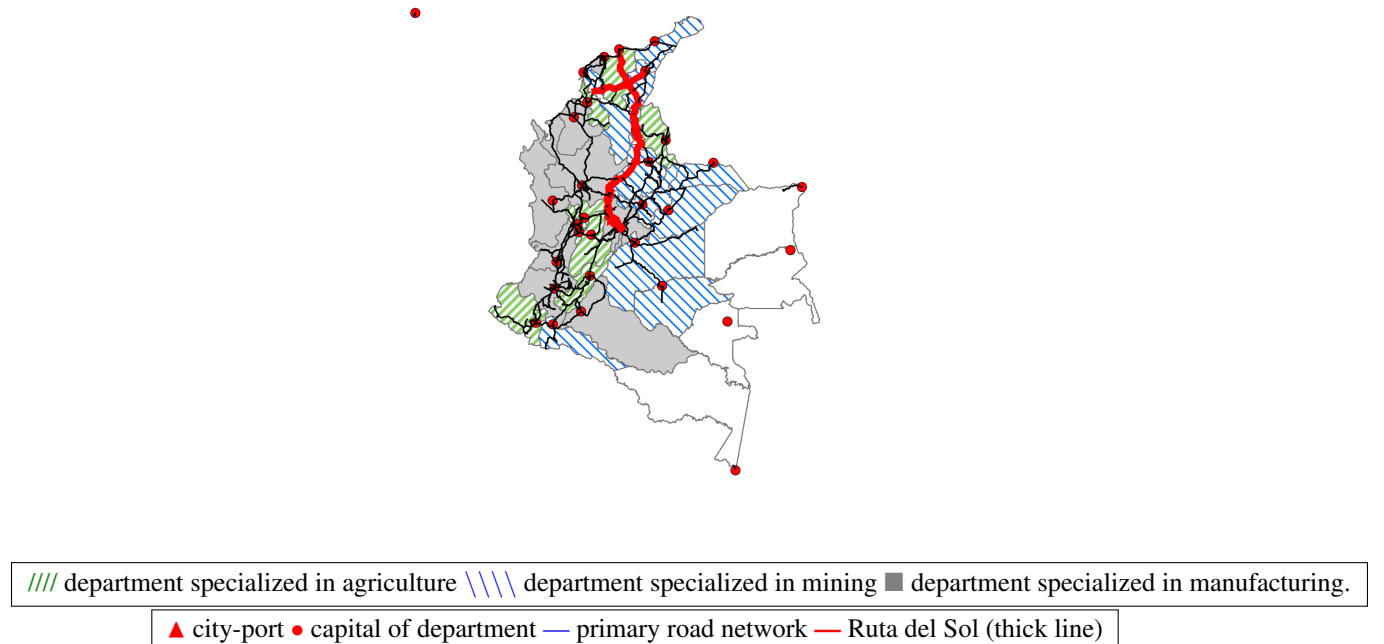 //// department specialized in agriculture \\\\ department specialized in mining ■ department specialized in manufacturing.
▲ city-port • capital of department — primary road network — Ruta del Sol (thick line)